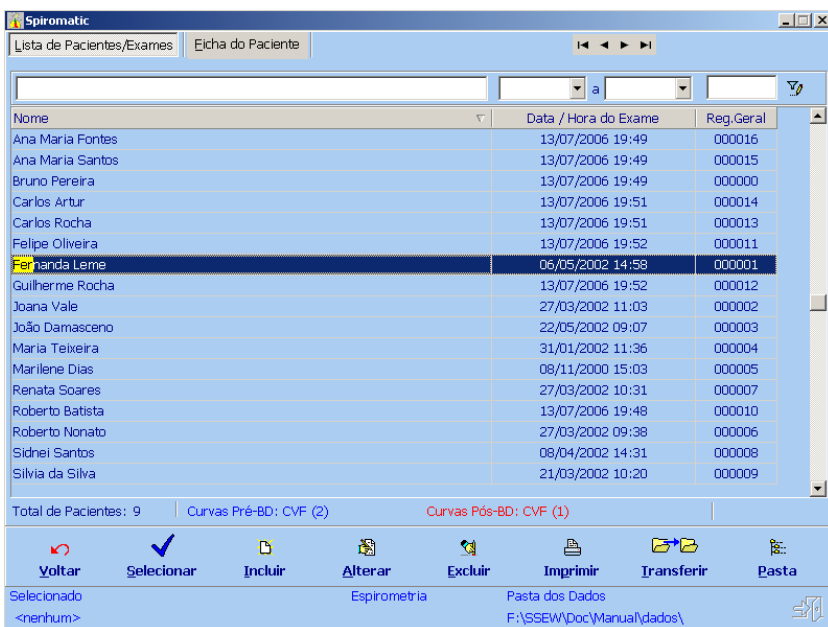 Spiromatic
Lista de Pacientes/Exames Ficha do Paciente
a
Nome Data / Hora do Exame Reg.Geral
Ana Maria Fontes 13/07/2006 19:49 000016
Ana Maria Santos 13/07/2006 19:49 000015
Bruno Pereira 13/07/2006 19:49 000000
Carlos Artur 13/07/2006 19:51 000014
Carlos Rocha 13/07/2006 19:51 000013
Felipe Oliveira 13/07/2006 19:52 000011
Fernanda Leme 06/05/2002 14:58 000001
Guilherme Rocha 13/07/2006 19:52 000012
Joana Vale 27/03/2002 11:03 000002
João Damasceno 22/05/2002 09:07 000003
Maria Teixeira 31/01/2002 11:36 000004
Marilene Dias 08/11/2000 15:03 000005
Renata Soares 27/03/2002 10:31 000007
Roberto Batista 13/07/2006 19:48 000010
Roberto Nonato 27/03/2002 09:38 000006
Sidnei Santos 08/04/2002 14:31 000008
Silvia da Silva 21/03/2002 10:20 000009
Total de Pacientes: 9 Curvas Pré-BD: CVF (2) Curvas Pós-BD: CVF (1)
Voltar Selecionar Incluir Alterar Excluir Imprimir Transferir Pasta
Selecionado Espirometria Pasta dos Dados
<nenhum> F:\SSEW\Doc\Manual\dados\